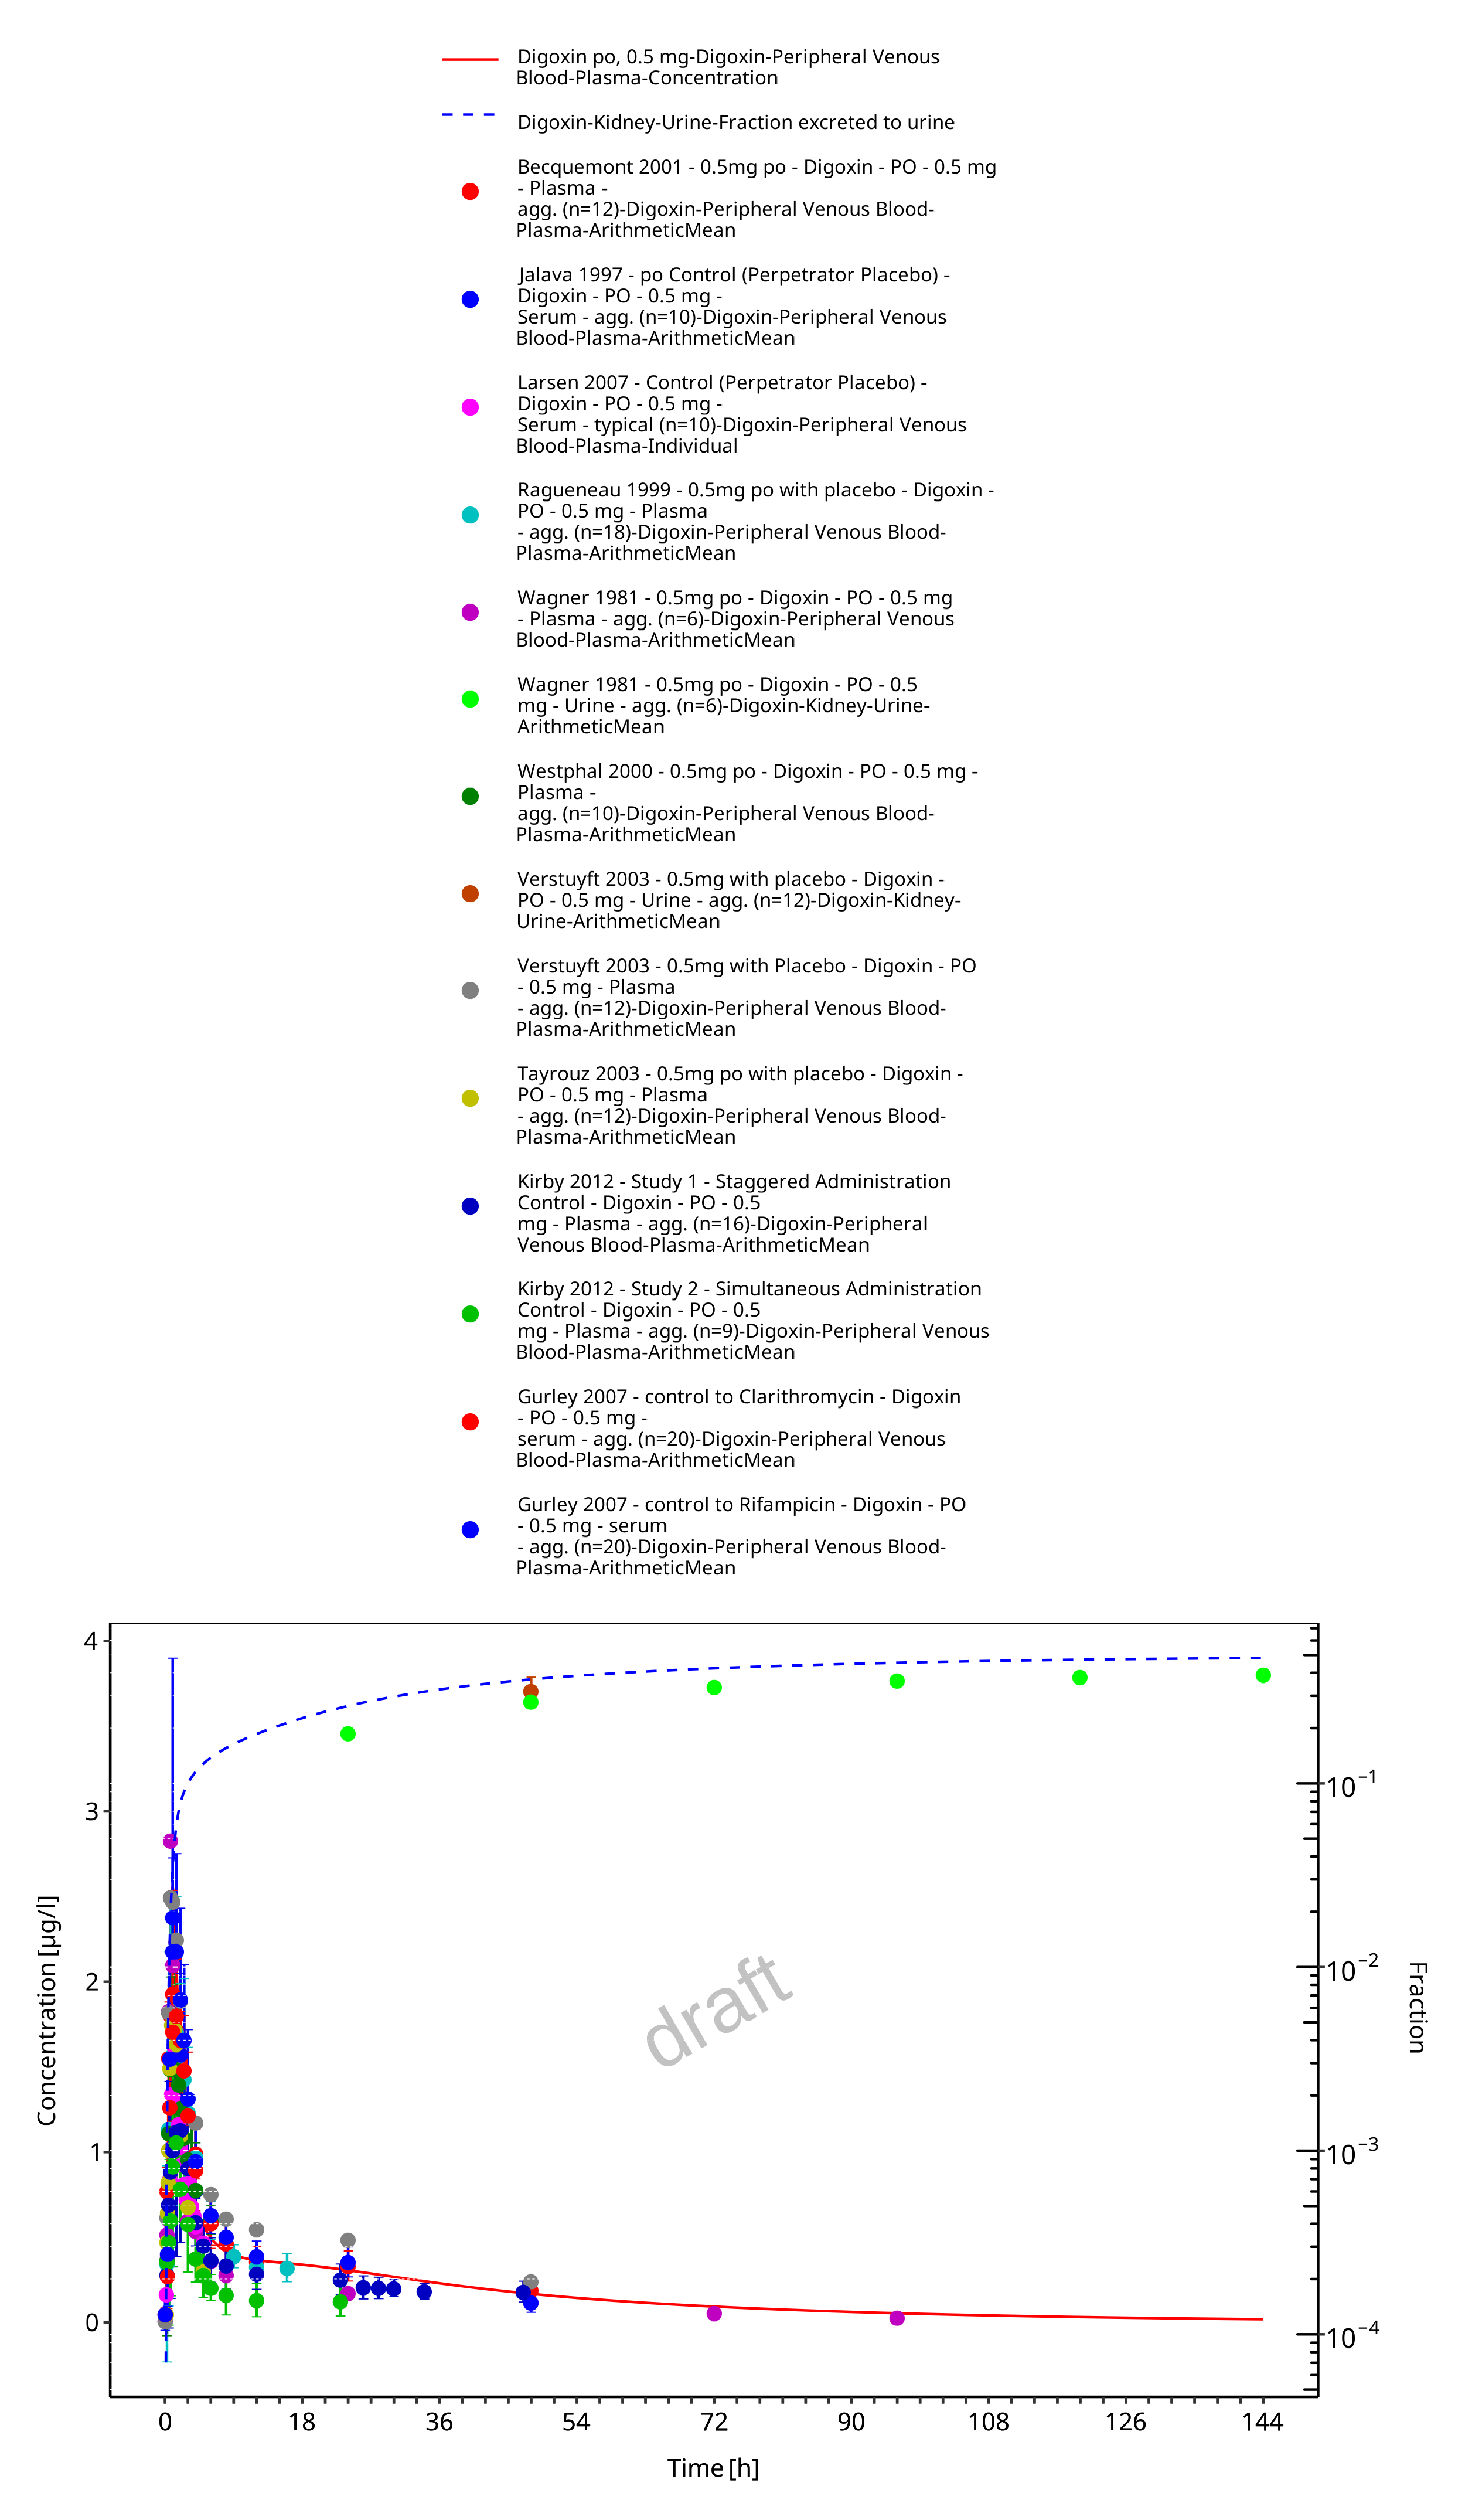 Digoxin po, 0.5 mg-Digoxin-Peripheral Venous
Blood-Plasma-Concentration
Digoxin-Kidney-Urine-Fraction excreted to urine
Becquemont 2001 - 0.5mg po - Digoxin - PO - 0.5 mg
- Plasma -
agg. (n=12)-Digoxin-Peripheral Venous Blood-
Plasma-ArithmeticMean
Jalava 1997 - po Control (Perpetrator Placebo) -
Digoxin - PO - 0.5 mg -
Serum - agg. (n=10)-Digoxin-Peripheral Venous
Blood-Plasma-ArithmeticMean
Larsen 2007 - Control (Perpetrator Placebo) -
Digoxin - PO - 0.5 mg -
Serum - typical (n=10)-Digoxin-Peripheral Venous
Blood-Plasma-Individual
Ragueneau 1999 - 0.5mg po with placebo - Digoxin -
PO - 0.5 mg - Plasma
- agg. (n=18)-Digoxin-Peripheral Venous Blood-
Plasma-ArithmeticMean
Wagner 1981 - 0.5mg po - Digoxin - PO - 0.5 mg
- Plasma - agg. (n=6)-Digoxin-Peripheral Venous
Blood-Plasma-ArithmeticMean
Wagner 1981 - 0.5mg po - Digoxin - PO - 0.5
mg - Urine - agg. (n=6)-Digoxin-Kidney-Urine-
ArithmeticMean
Westphal 2000 - 0.5mg po - Digoxin - PO - 0.5 mg -
Plasma -
agg. (n=10)-Digoxin-Peripheral Venous Blood-
Plasma-ArithmeticMean
Verstuyft 2003 - 0.5mg with placebo - Digoxin -
PO - 0.5 mg - Urine - agg. (n=12)-Digoxin-Kidney-
Urine-ArithmeticMean
Verstuyft 2003 - 0.5mg with Placebo - Digoxin - PO
- 0.5 mg - Plasma
- agg. (n=12)-Digoxin-Peripheral Venous Blood-
Plasma-ArithmeticMean
Tayrouz 2003 - 0.5mg po with placebo - Digoxin -
PO - 0.5 mg - Plasma
- agg. (n=12)-Digoxin-Peripheral Venous Blood-
Plasma-ArithmeticMean
Kirby 2012 - Study 1 - Staggered Administration
Control - Digoxin - PO - 0.5
mg - Plasma - agg. (n=16)-Digoxin-Peripheral
Venous Blood-Plasma-ArithmeticMean
Kirby 2012 - Study 2 - Simultaneous Administration
Control - Digoxin - PO - 0.5
mg - Plasma - agg. (n=9)-Digoxin-Peripheral Venous
Blood-Plasma-ArithmeticMean
Gurley 2007 - control to Clarithromycin - Digoxin
- PO - 0.5 mg -
serum - agg. (n=20)-Digoxin-Peripheral Venous
Blood-Plasma-ArithmeticMean
Gurley 2007 - control to Rifampicin - Digoxin - PO
- 0.5 mg - serum
- agg. (n=20)-Digoxin-Peripheral Venous Blood-
Plasma-ArithmeticMean
4
3
2
1
0
Concentration [µg/l]
draft
10⁻¹
10⁻²
10⁻³
10⁻⁴
Fraction
0 18 36 54 72 90 108 126 144
Time [h]